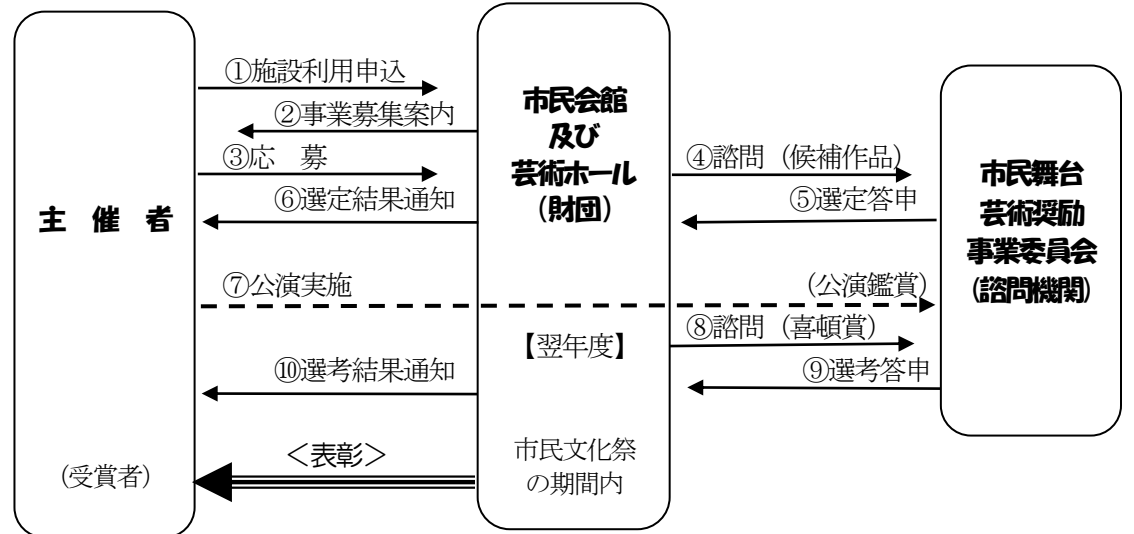 ①施設利用申込
②事業募集案内
③応　募
⑥選定結果通知
主　催　者
⑦公演実施
⑩選考結果通知
＜表彰＞
(受賞者)
市民会館
及び
芸術ホール
(財団)
【翌年度】
市民文化祭
の期間内
④諮問（候補作品）
⑤選定答申
(公演鑑賞)
⑧諮問（喜頓賞）
⑨選考答申
市民舞台
芸術奨励
事業委員会
(諮問機関)